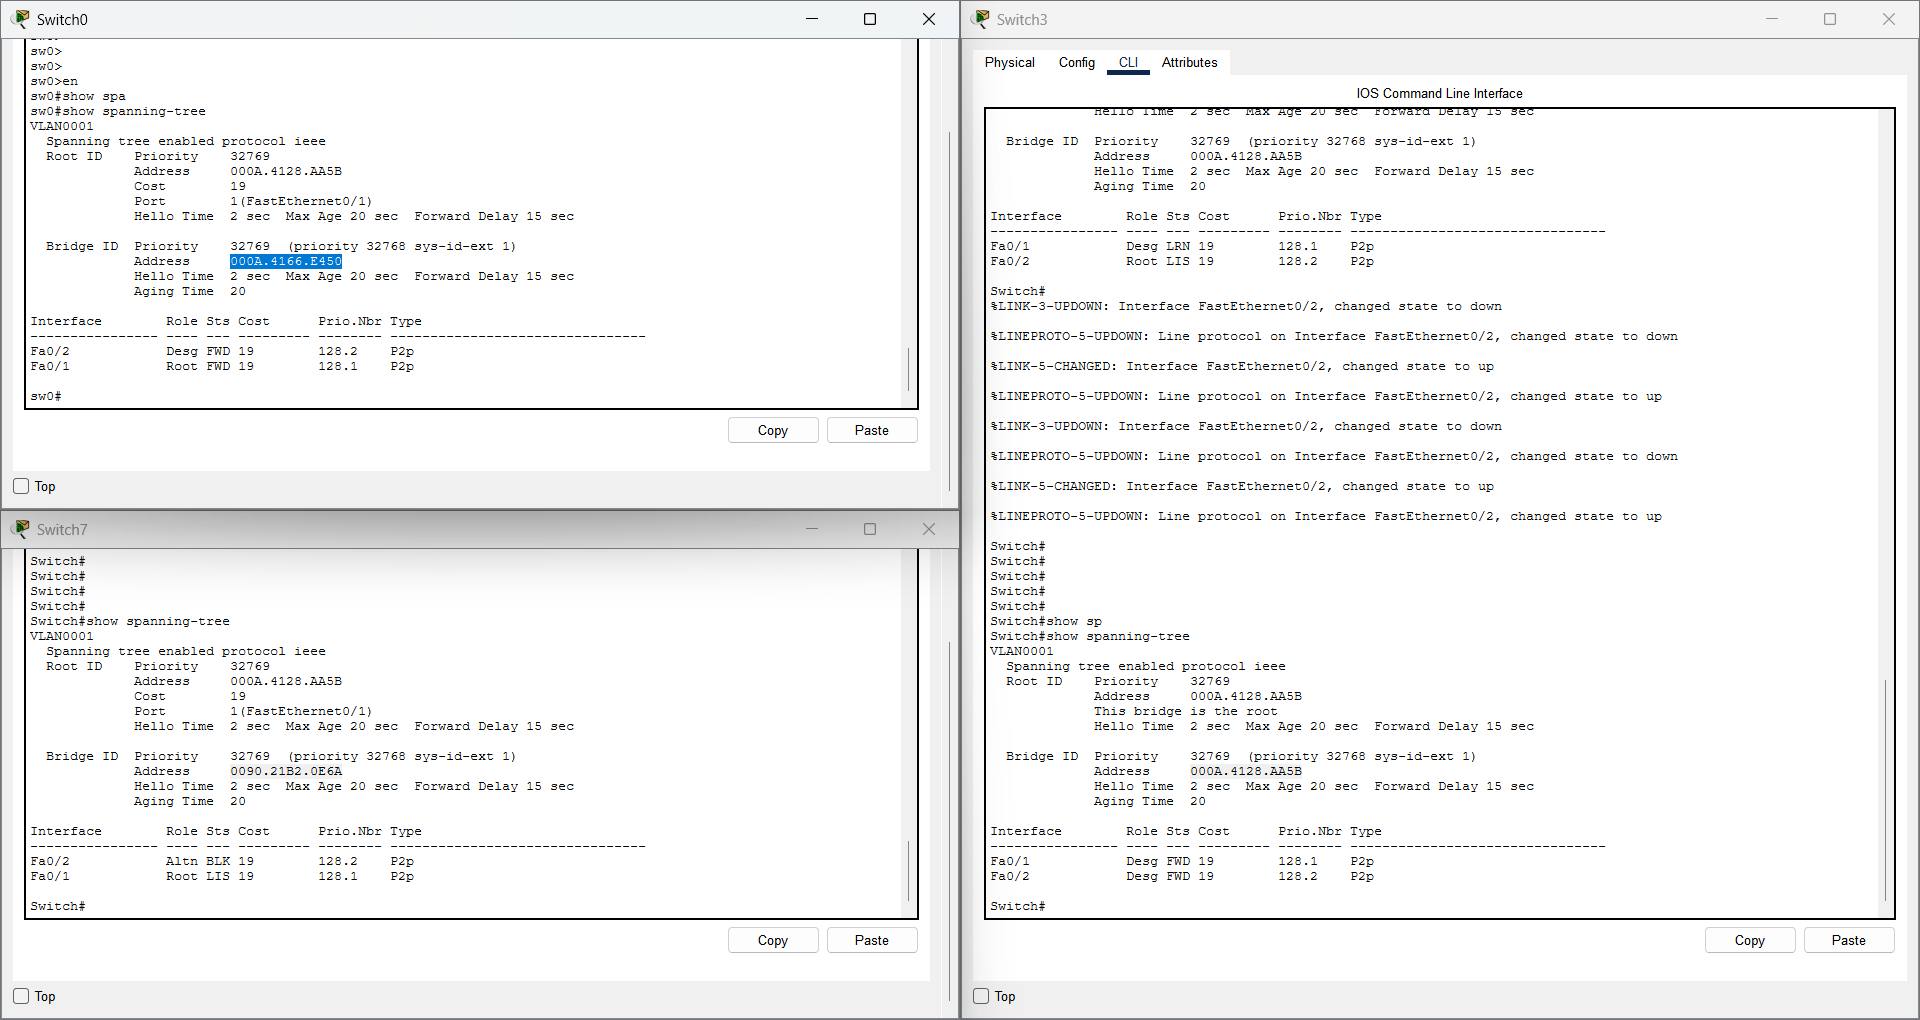 Switch0
sw0>
sw0>
sw0>en
sw0#show spa
sw0#show spanning-tree
VLAN0001
  Spanning tree enabled protocol ieee
  Root ID    Priority    32769
             Address     000A.4128.AA5B
             Cost        19
             Port        1(FastEthernet0/1)
             Hello Time  2 sec  Max Age 20 sec  Forward Delay 15 sec
  Bridge ID  Priority    32769  (priority 32768 sys-id-ext 1)
             Address     000A.4166.E450
             Hello Time  2 sec  Max Age 20 sec  Forward Delay 15 sec
             Aging Time  20
Interface        Role Sts Cost      Prio.Nbr Type
---------------- ---- --- --------- -------- --------------------------------
Fa0/2            Desg FWD 19        128.2    P2p
Fa0/1            Root FWD 19        128.1    P2p
sw0#
Copy
Paste
Top
Switch7
Switch#
Switch#
Switch#
Switch#
Switch#show spanning-tree
VLAN0001
  Spanning tree enabled protocol ieee
  Root ID    Priority    32769
             Address     000A.4128.AA5B
             Cost        19
             Port        1(FastEthernet0/1)
             Hello Time  2 sec  Max Age 20 sec  Forward Delay 15 sec
  Bridge ID  Priority    32769  (priority 32768 sys-id-ext 1)
             Address     0090.21B2.0E6A
             Hello Time  2 sec  Max Age 20 sec  Forward Delay 15 sec
             Aging Time  20
Interface        Role Sts Cost      Prio.Nbr Type
---------------- ---- --- --------- -------- --------------------------------
Fa0/2            Altn BLK 19        128.2    P2p
Fa0/1            Root LIS 19        128.1    P2p
Switch#
Copy
Paste
Top
Switch3
Physical Config CLI Attributes
IOS Command Line Interface
             Hello Time  2 sec  Max Age 20 sec  Forward Delay 15 sec
  Bridge ID  Priority    32769  (priority 32768 sys-id-ext 1)
             Address     000A.4128.AA5B
             Hello Time  2 sec  Max Age 20 sec  Forward Delay 15 sec
             Aging Time  20
Interface        Role Sts Cost      Prio.Nbr Type
---------------- ---- --- --------- -------- --------------------------------
Fa0/1            Desg LRN 19        128.1    P2p
Fa0/2            Root LIS 19        128.2    P2p
Switch#
%LINK-3-UPDOWN: Interface FastEthernet0/2, changed state to down
%LINEPROTO-5-UPDOWN: Line protocol on Interface FastEthernet0/2, changed state to down
%LINK-5-CHANGED: Interface FastEthernet0/2, changed state to up
%LINEPROTO-5-UPDOWN: Line protocol on Interface FastEthernet0/2, changed state to up
%LINK-3-UPDOWN: Interface FastEthernet0/2, changed state to down
%LINEPROTO-5-UPDOWN: Line protocol on Interface FastEthernet0/2, changed state to down
%LINK-5-CHANGED: Interface FastEthernet0/2, changed state to up
%LINEPROTO-5-UPDOWN: Line protocol on Interface FastEthernet0/2, changed state to up
Switch#
Switch#
Switch#
Switch#
Switch#
Switch#show sp
Switch#show spanning-tree
VLAN0001
  Spanning tree enabled protocol ieee
  Root ID    Priority    32769
             Address     000A.4128.AA5B
             This bridge is the root
             Hello Time  2 sec  Max Age 20 sec  Forward Delay 15 sec
  Bridge ID  Priority    32769  (priority 32768 sys-id-ext 1)
             Address     000A.4128.AA5B
             Hello Time  2 sec  Max Age 20 sec  Forward Delay 15 sec
             Aging Time  20
Interface        Role Sts Cost      Prio.Nbr Type
---------------- ---- --- --------- -------- --------------------------------
Fa0/1            Desg FWD 19        128.1    P2p
Fa0/2            Desg FWD 19        128.2    P2p
Switch#
Copy
Paste
Top